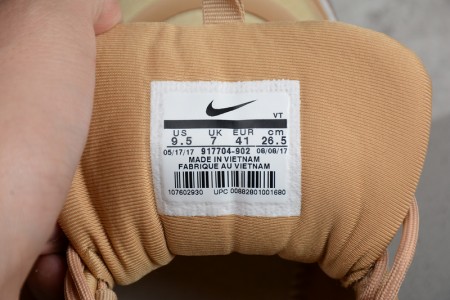 VT
US UK EUR cm
9.5 7 41 26.5
05/17/17 917704-902 08/08/17
MADE IN VIETNAM
FABRIQUE AU VIETNAM
107602930 UPC 00882801001680